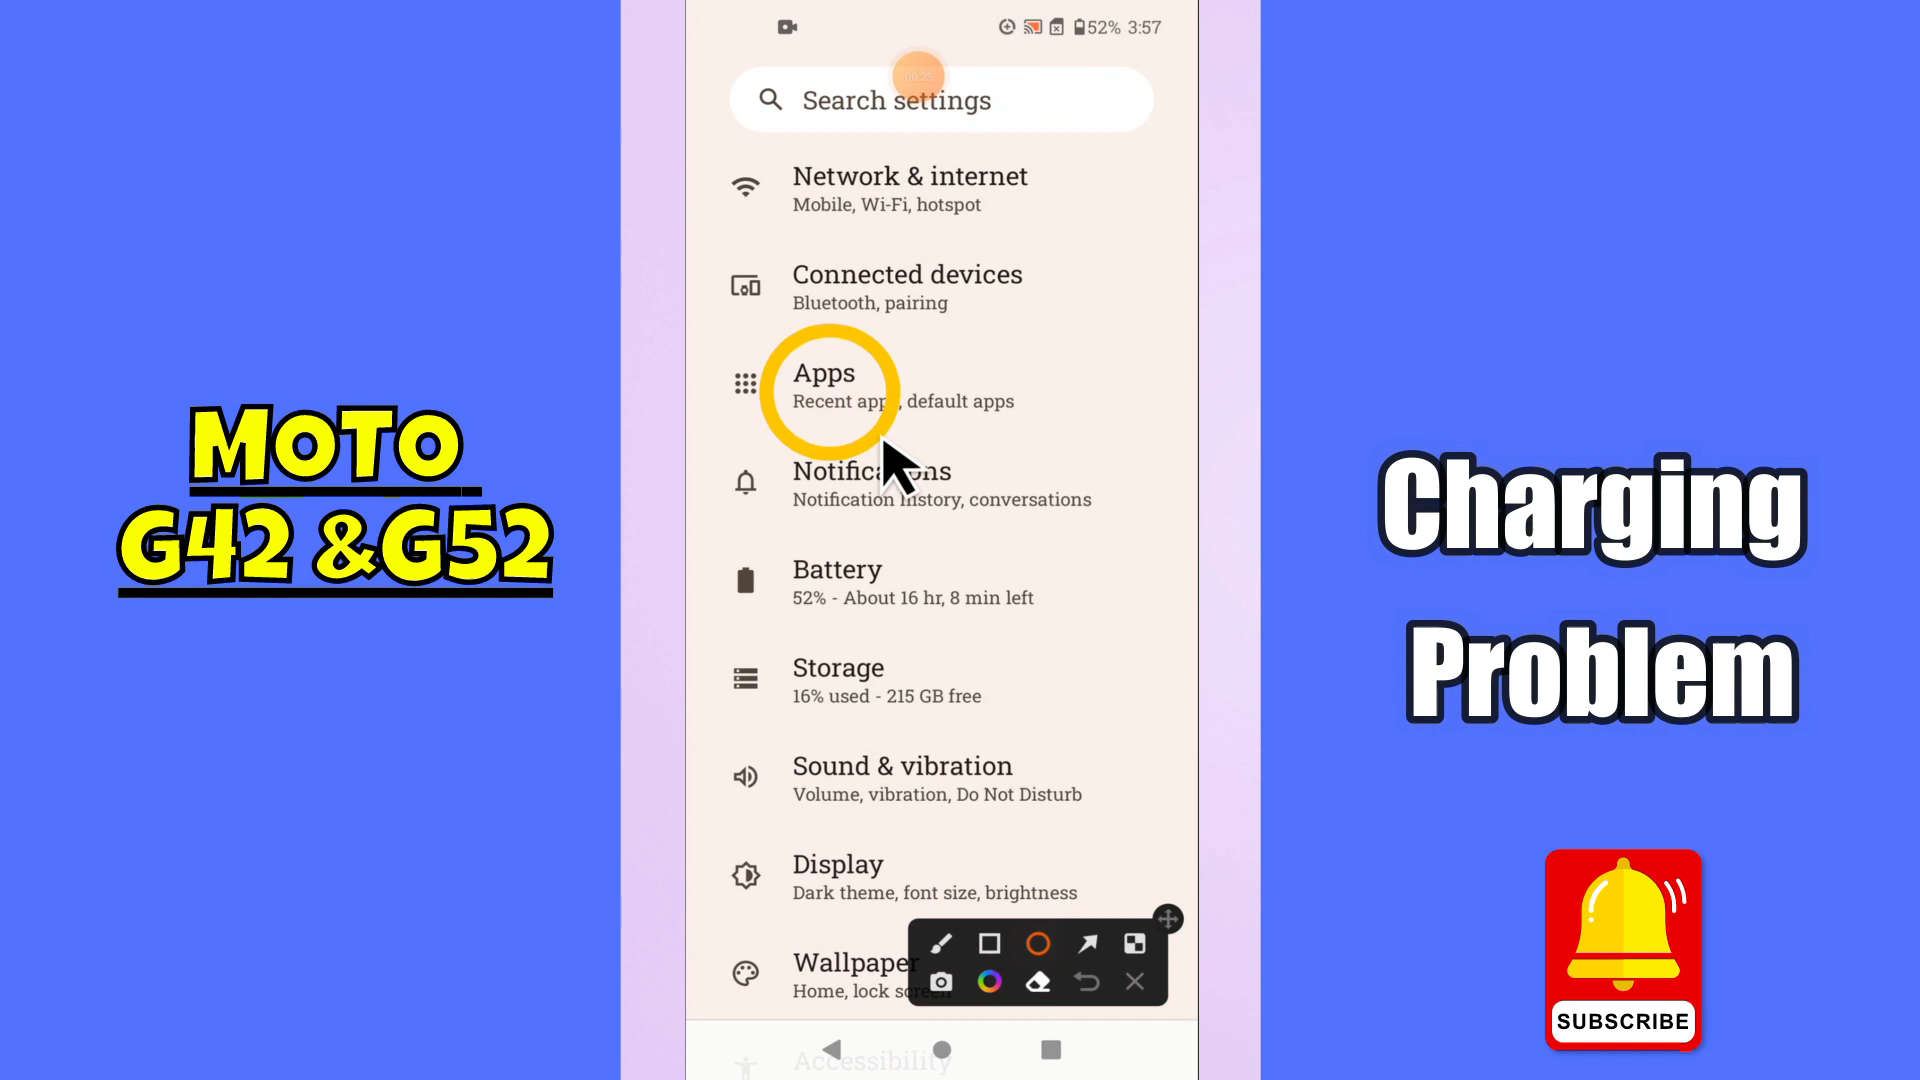 52% 3:57
00:25
Search settings
Network & internet
Mobile, Wi-Fi, hotspot
Connected devices
Bluetooth, pairing
Apps
Recent apps, default apps
Notifications
Notification history, conversations
Battery
52% - About 16 hr, 8 min left
Storage
16% used - 215 GB free
Sound & vibration
Volume, vibration, Do Not Disturb
Display
Dark theme, font size, brightness
Wallpaper
Home, lock screen
Accessibility
MOTO
G42 &G52
Charging
Problem
SUBSCRIBE